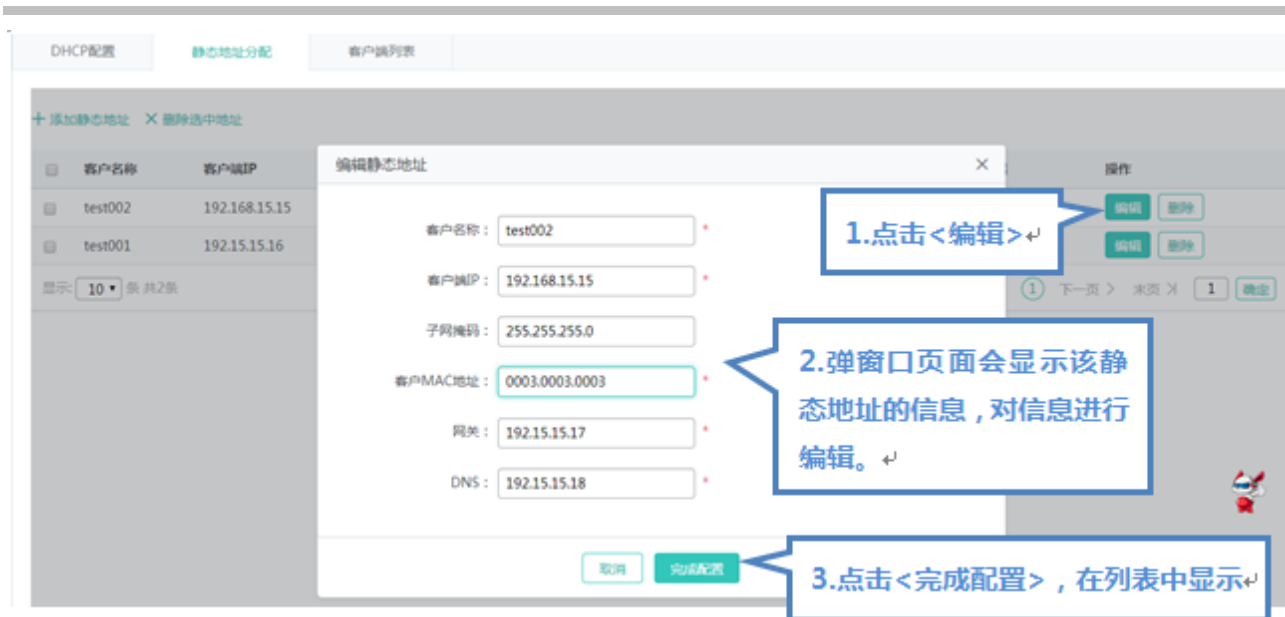 DHCP配置 静态地址分配 客户端列表
+ 添加静态地址 X 删除选中地址
客户名称 客户端IP 操作
test002 192.168.15.15 编辑 删除
test001 192.15.15.16 编辑 删除
显示: 10 条 共2条 1 下一页 末页 1 确定
编辑静态地址
客户名称： test002 *
客户端IP： 192.168.15.15 *
子网掩码： 255.255.255.0
客户MAC地址： 0003.0003.0003 *
网关： 192.15.15.17 *
DNS： 192.15.15.18 *
取消 完成配置
1.点击<编辑>
2.弹窗口页面会显示该静
态地址的信息，对信息进行
编辑。
3.点击<完成配置>，在列表中显示